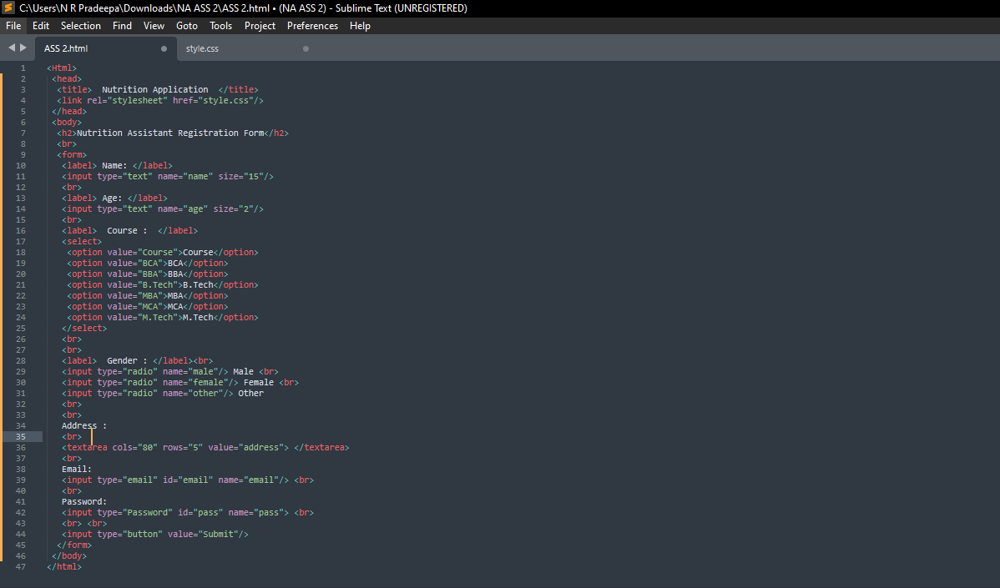 C:\Users\N R Pradeepa\Downloads\NA ASS 2\ASS 2.html • (NA ASS 2) - Sublime Text (UNREGISTERED)
File Edit Selection Find View Goto Tools Project Preferences Help
ASS 2.html style.css
1 <Html>
2 <head>
3 <title>  Nutrition Application  </title>
4 <link rel="stylesheet" href="style.css"/>
5 </head>
6 <body>
7 <h2>Nutrition Assistant Registration Form</h2>
8 <br>
9 <form>
10 <label> Name: </label>
11 <input type="text" name="name" size="15"/>
12 <br>
13 <label> Age: </label>
14 <input type="text" name="age" size="2"/>
15 <br>
16 <label>  Course :  </label>
17 <select>
18 <option value="Course">Course</option>
19 <option value="BCA">BCA</option>
20 <option value="BBA">BBA</option>
21 <option value="B.Tech">B.Tech</option>
22 <option value="MBA">MBA</option>
23 <option value="MCA">MCA</option>
24 <option value="M.Tech">M.Tech</option>
25 </select>
26 <br>
27 <br>
28 <label>  Gender : </label><br>
29 <input type="radio" name="male"/> Male <br>
30 <input type="radio" name="female"/> Female <br>
31 <input type="radio" name="other"/> Other
32 <br>
33 <br>
34 Address :
35 <br>
36 <textarea cols="80" rows="5" value="address"> </textarea>
37 <br>
38 Email:
39 <input type="email" id="email" name="email"/> <br>
40 <br>
41 Password:
42 <input type="Password" id="pass" name="pass"> <br>
43 <br> <br>
44 <input type="button" value="Submit"/>
45 </form>
46 </body>
47 </html>